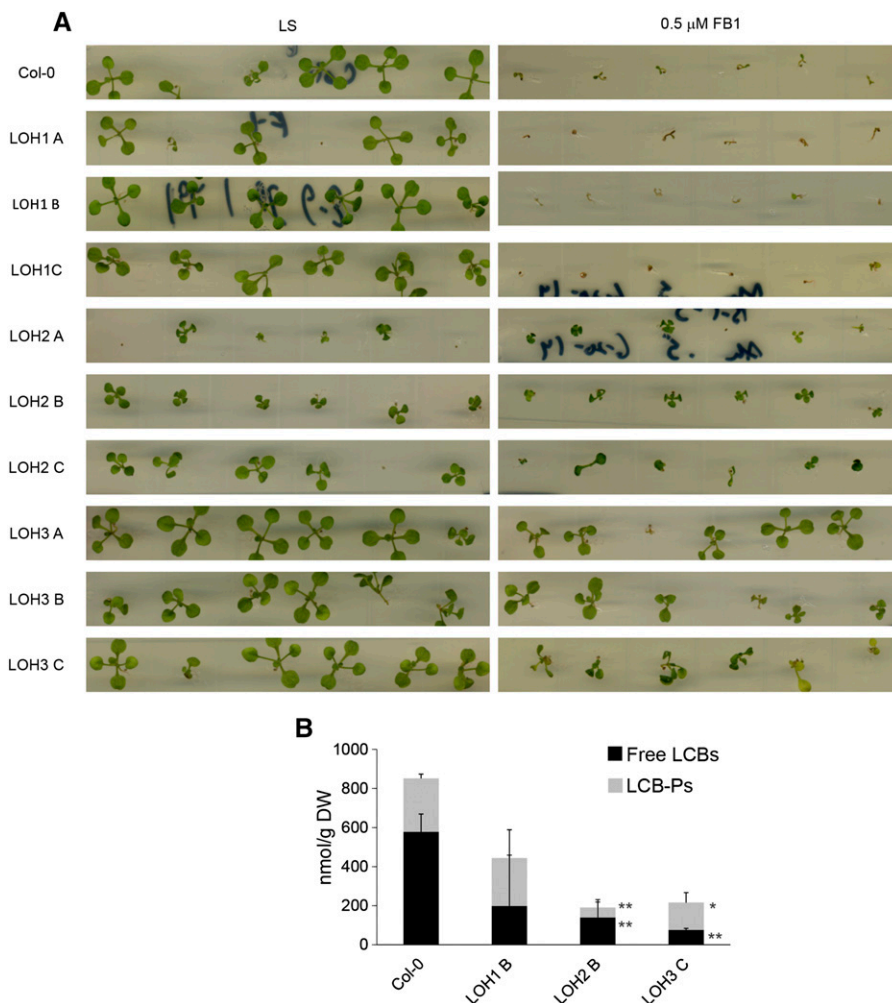 A
LS
0.5 μM FB1
Col-0
LOH1 A
LOH1 B
LOH1C
LOH2 A
LOH2 B
LOH2 C
LOH3 A
LOH3 B
LOH3 C
B
1000
800
600
400
200
0
nmol/g DW
Free LCBs
LCB-Ps
**
**
*
**
Col-0
LOH1 B
LOH2 B
LOH3 C